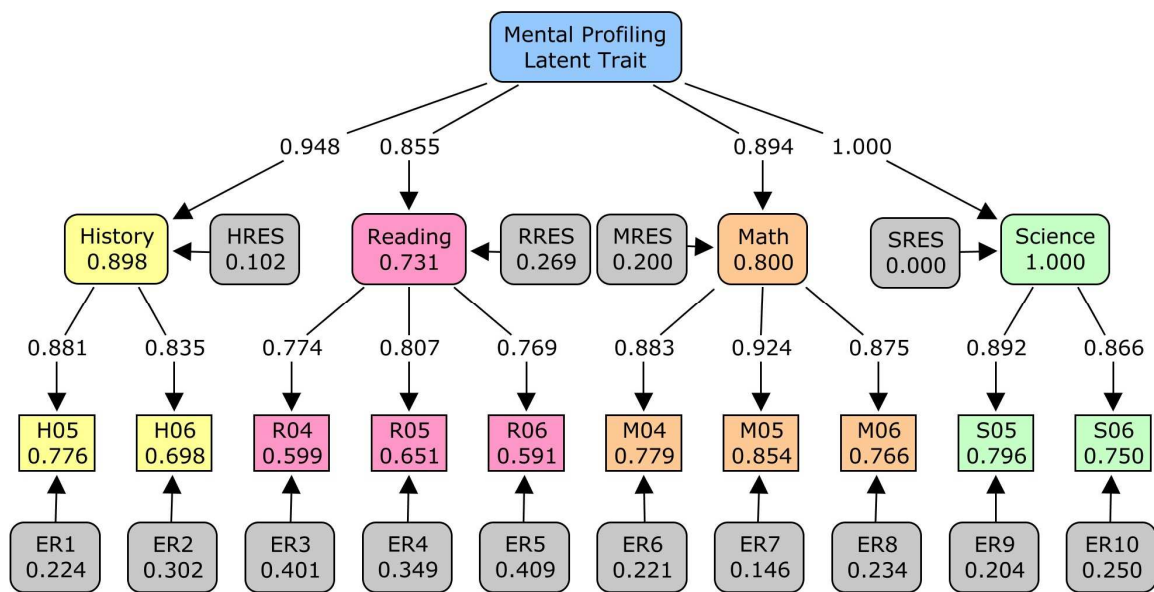 Mental Profiling
Latent Trait
0.948
0.855
0.894
1.000
History
0.898
HRES
0.102
Reading
0.731
RRES
0.269
MRES
0.200
Math
0.800
SRES
0.000
Science
1.000
0.881
0.835
0.774
0.807
0.769
0.883
0.924
0.875
0.892
0.866
H05
0.776
H06
0.698
R04
0.599
R05
0.651
R06
0.591
M04
0.779
M05
0.854
M06
0.766
S05
0.796
S06
0.750
ER1
0.224
ER2
0.302
ER3
0.401
ER4
0.349
ER5
0.409
ER6
0.221
ER7
0.146
ER8
0.234
ER9
0.204
ER10
0.250